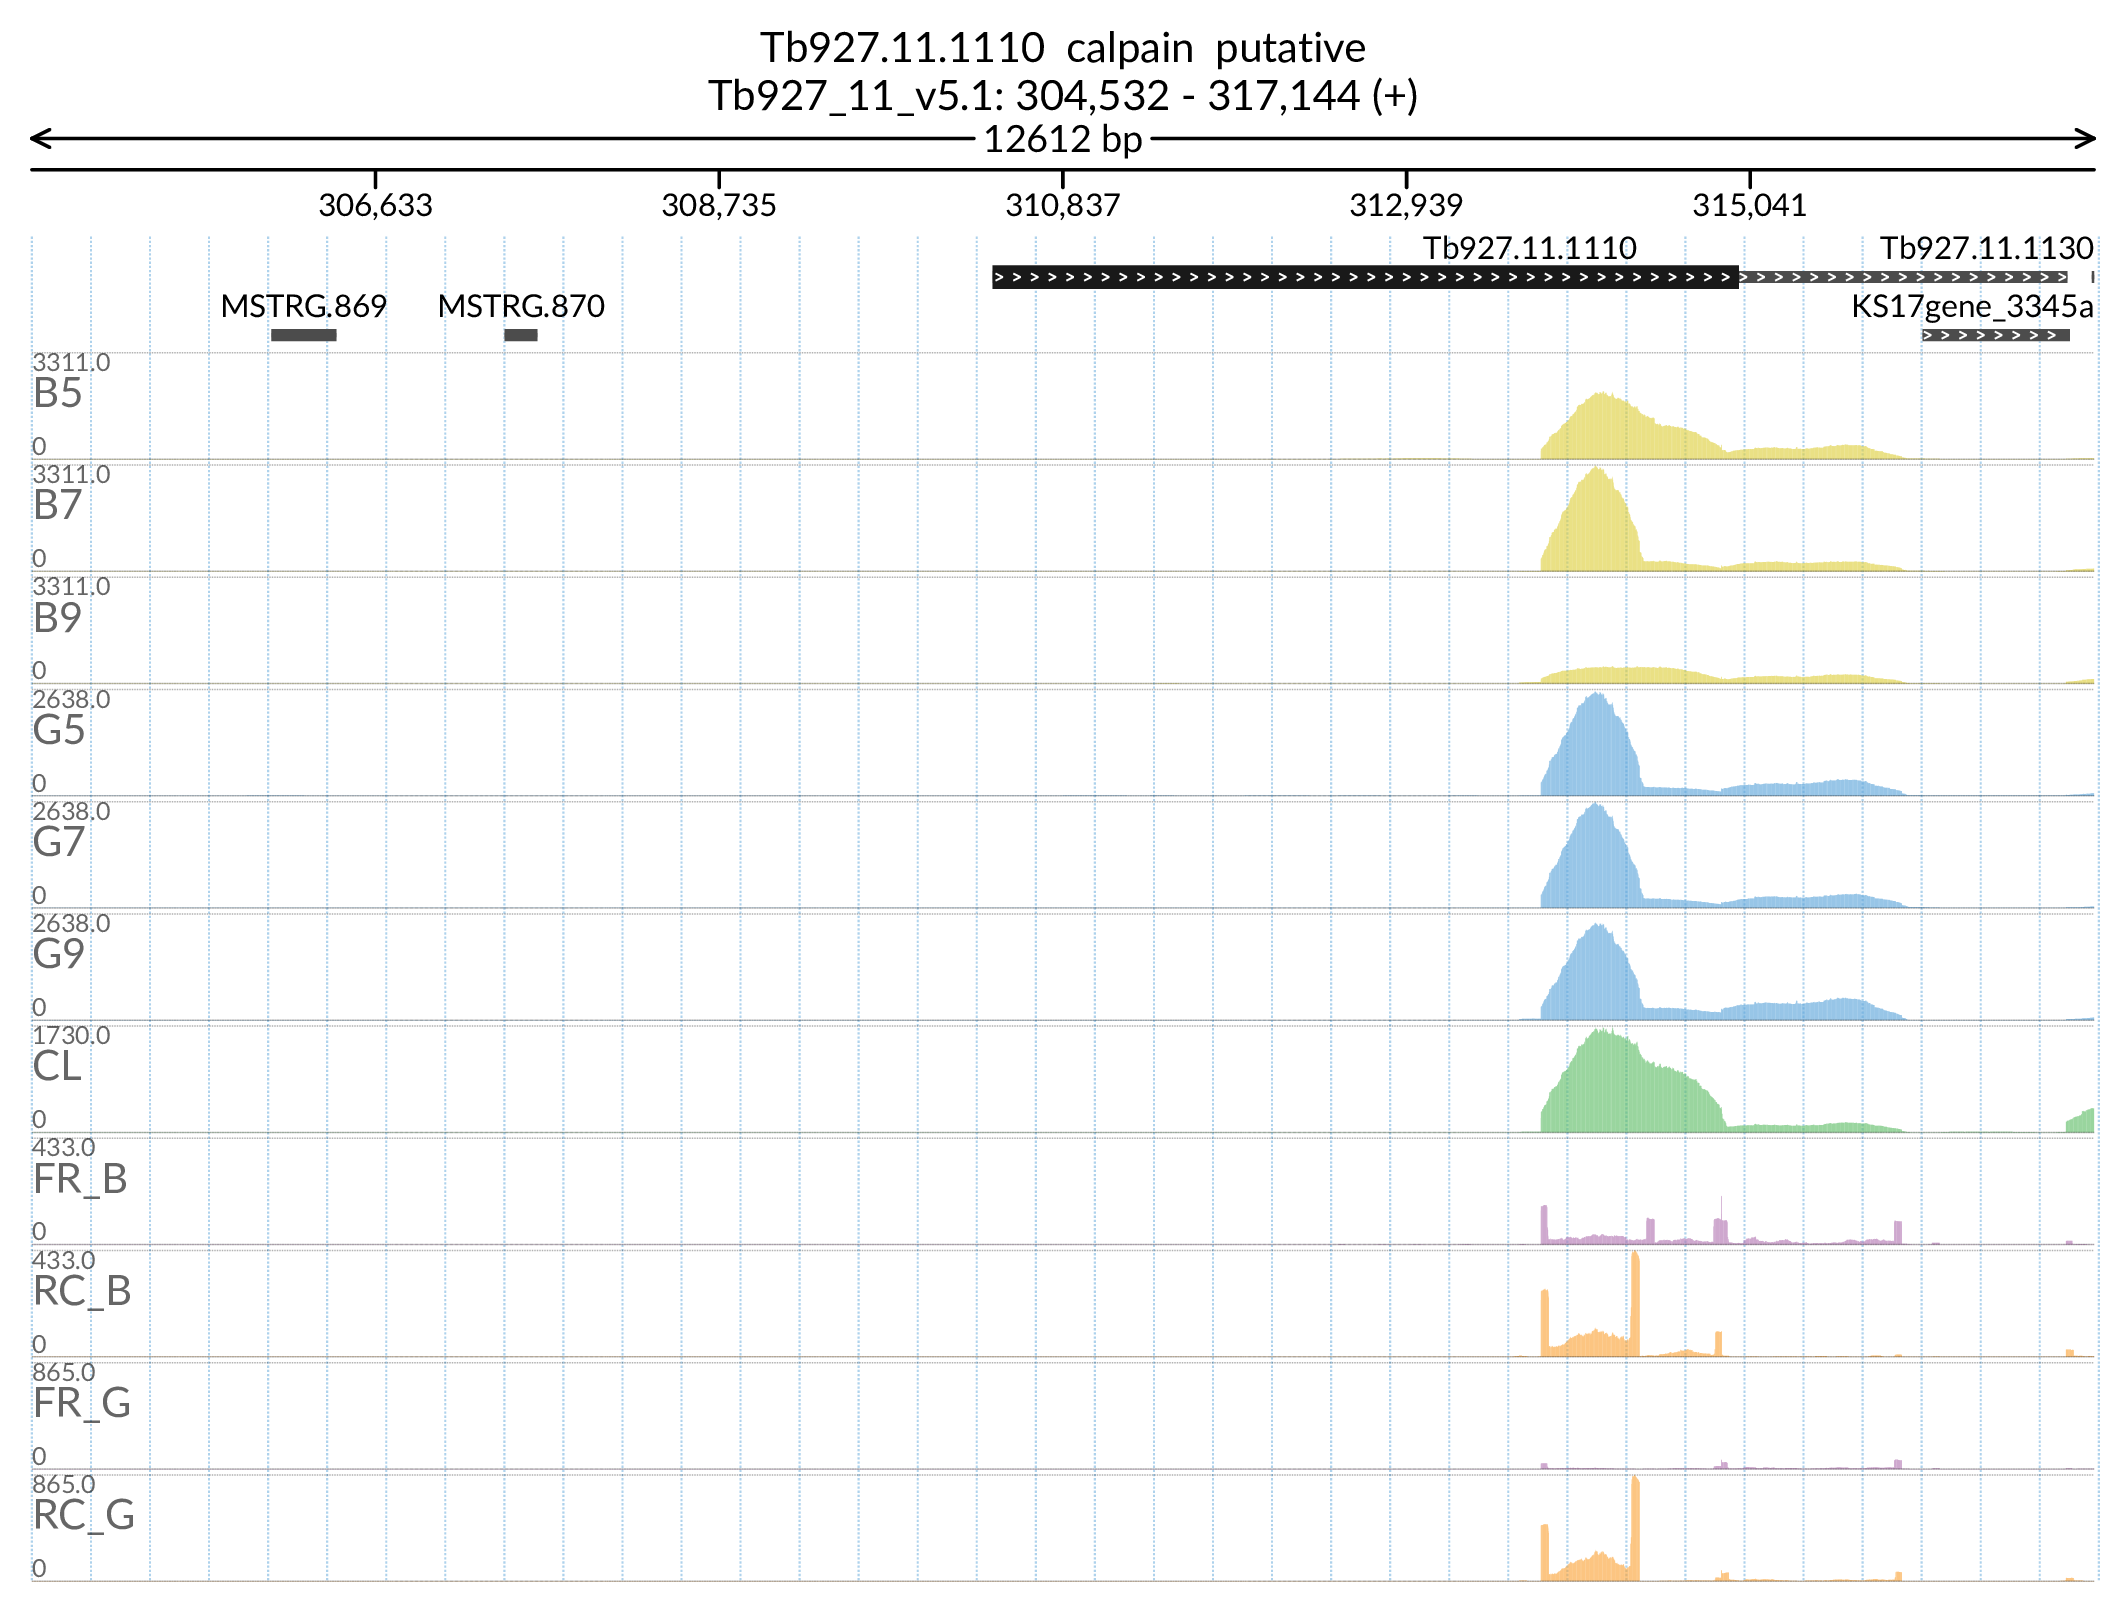 Tb927.11.1110 calpain putative
Tb927_11_v5.1: 304,532 - 317,144 (+)
12612 bp
306,633 308,735 310,837 312,939 315,041
Tb927.11.1110 Tb927.11.1130
MSTRG.869 MSTRG.870 KS17gene_3345a
3311.0
B5
0
3311.0
B7
0
3311.0
B9
0
2638.0
G5
0
2638.0
G7
0
2638.0
G9
0
1730.0
CL
0
433.0
FR_B
0
433.0
RC_B
0
865.0
FR_G
0
865.0
RC_G
0